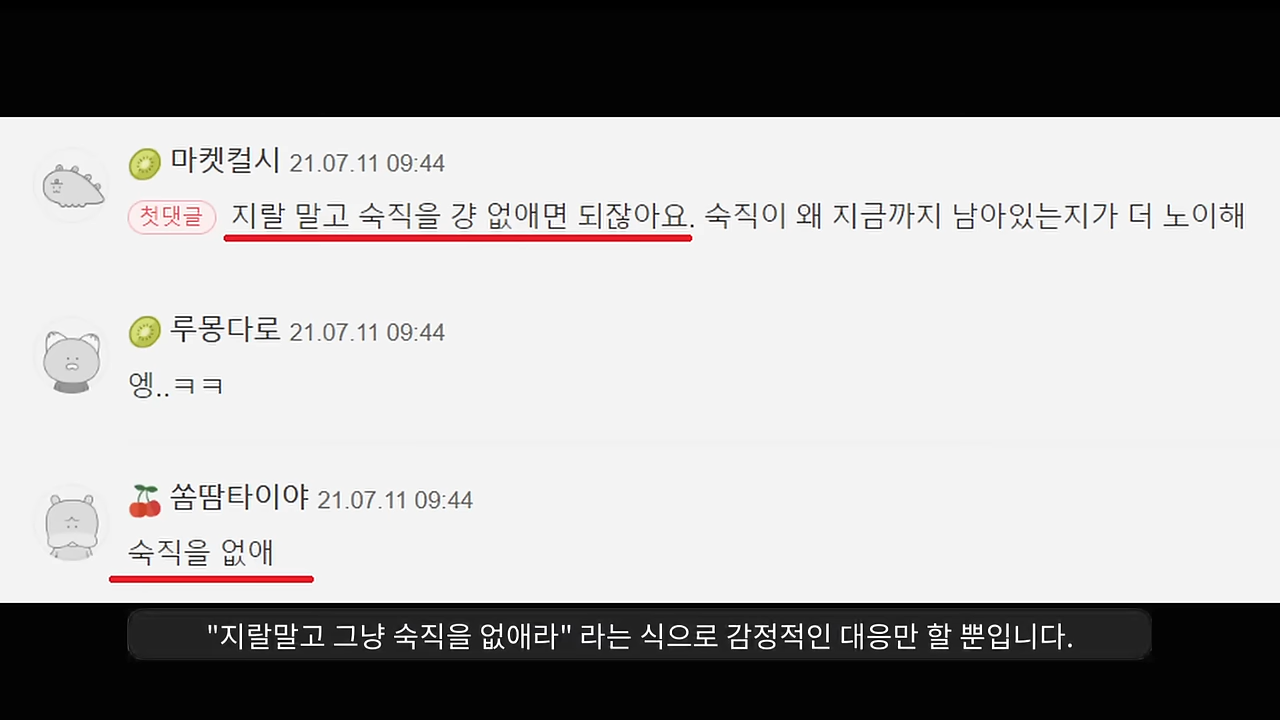 마켓컬시 21.07.11 09:44
첫댓글 지랄 말고 숙직을 걍 없애면 되잖아요. 숙직이 왜 지금까지 남아있는지가 더 노이해
루몽다로 21.07.11 09:44
엥..ㅋㅋ
쏨땀타이야 21.07.11 09:44
숙직을 없애
"지랄말고 그냥 숙직을 없애라" 라는 식으로 감정적인 대응만 할 뿐입니다.